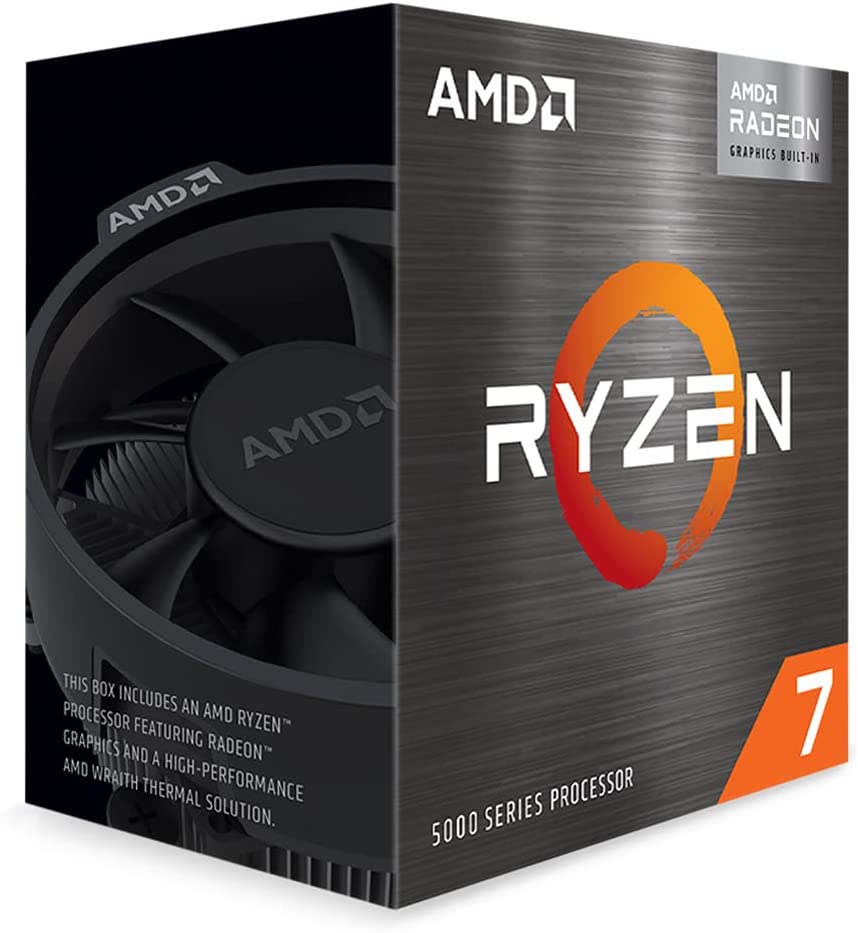 AMD
AMD
THIS BOX INCLUDES AN AMD RYZEN™
PROCESSOR FEATURING RADEON™
GRAPHICS AND A HIGH-PERFORMANCE
AMD WRAITH THERMAL SOLUTION.
AMD
AMD
RADEON
GRAPHICS BUILT-IN
RYZEN
7
5000 SERIES PROCESSOR